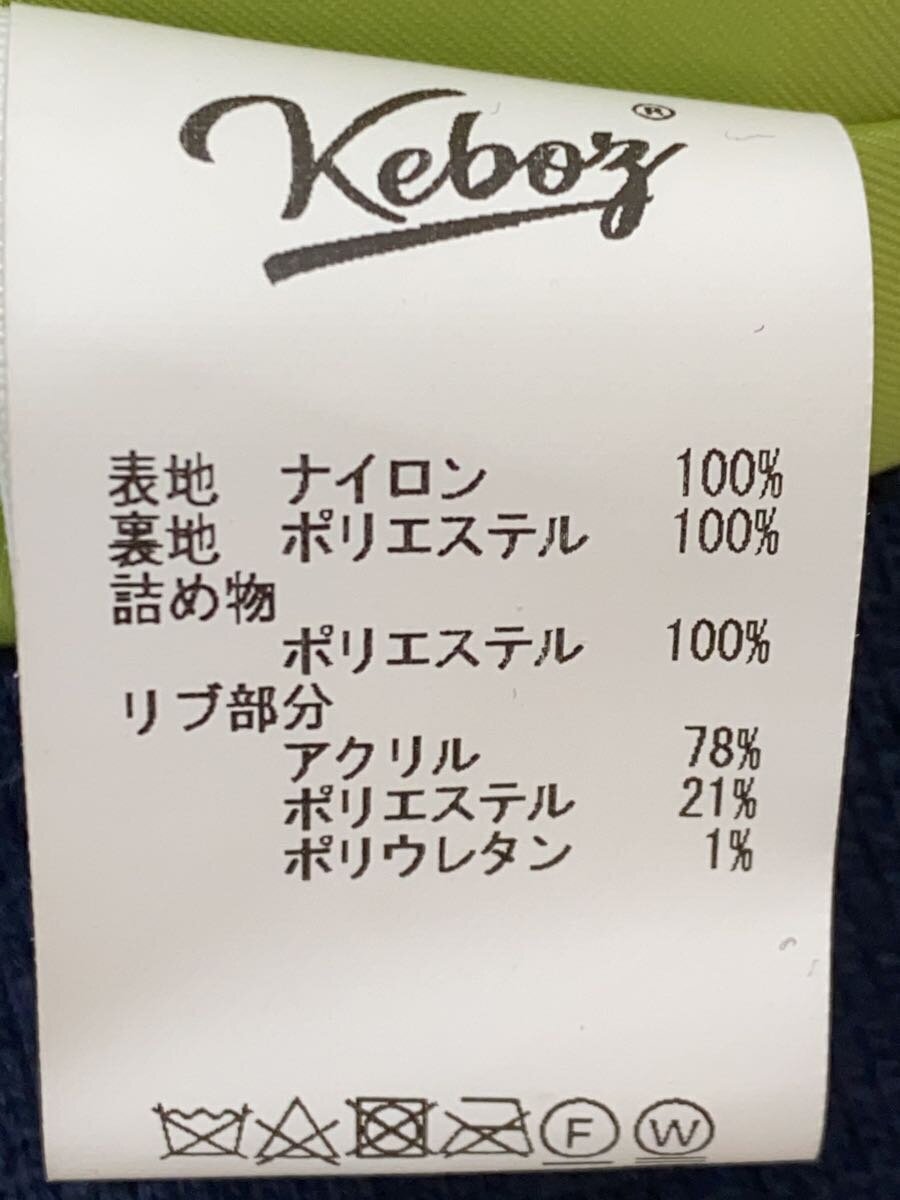 Keboz®
表地 ナイロン 100%
裏地 ポリエステル 100%
詰め物
ポリエステル 100%
リブ部分
アクリル 78%
ポリエステル 21%
ポリウレタン 1%
F W